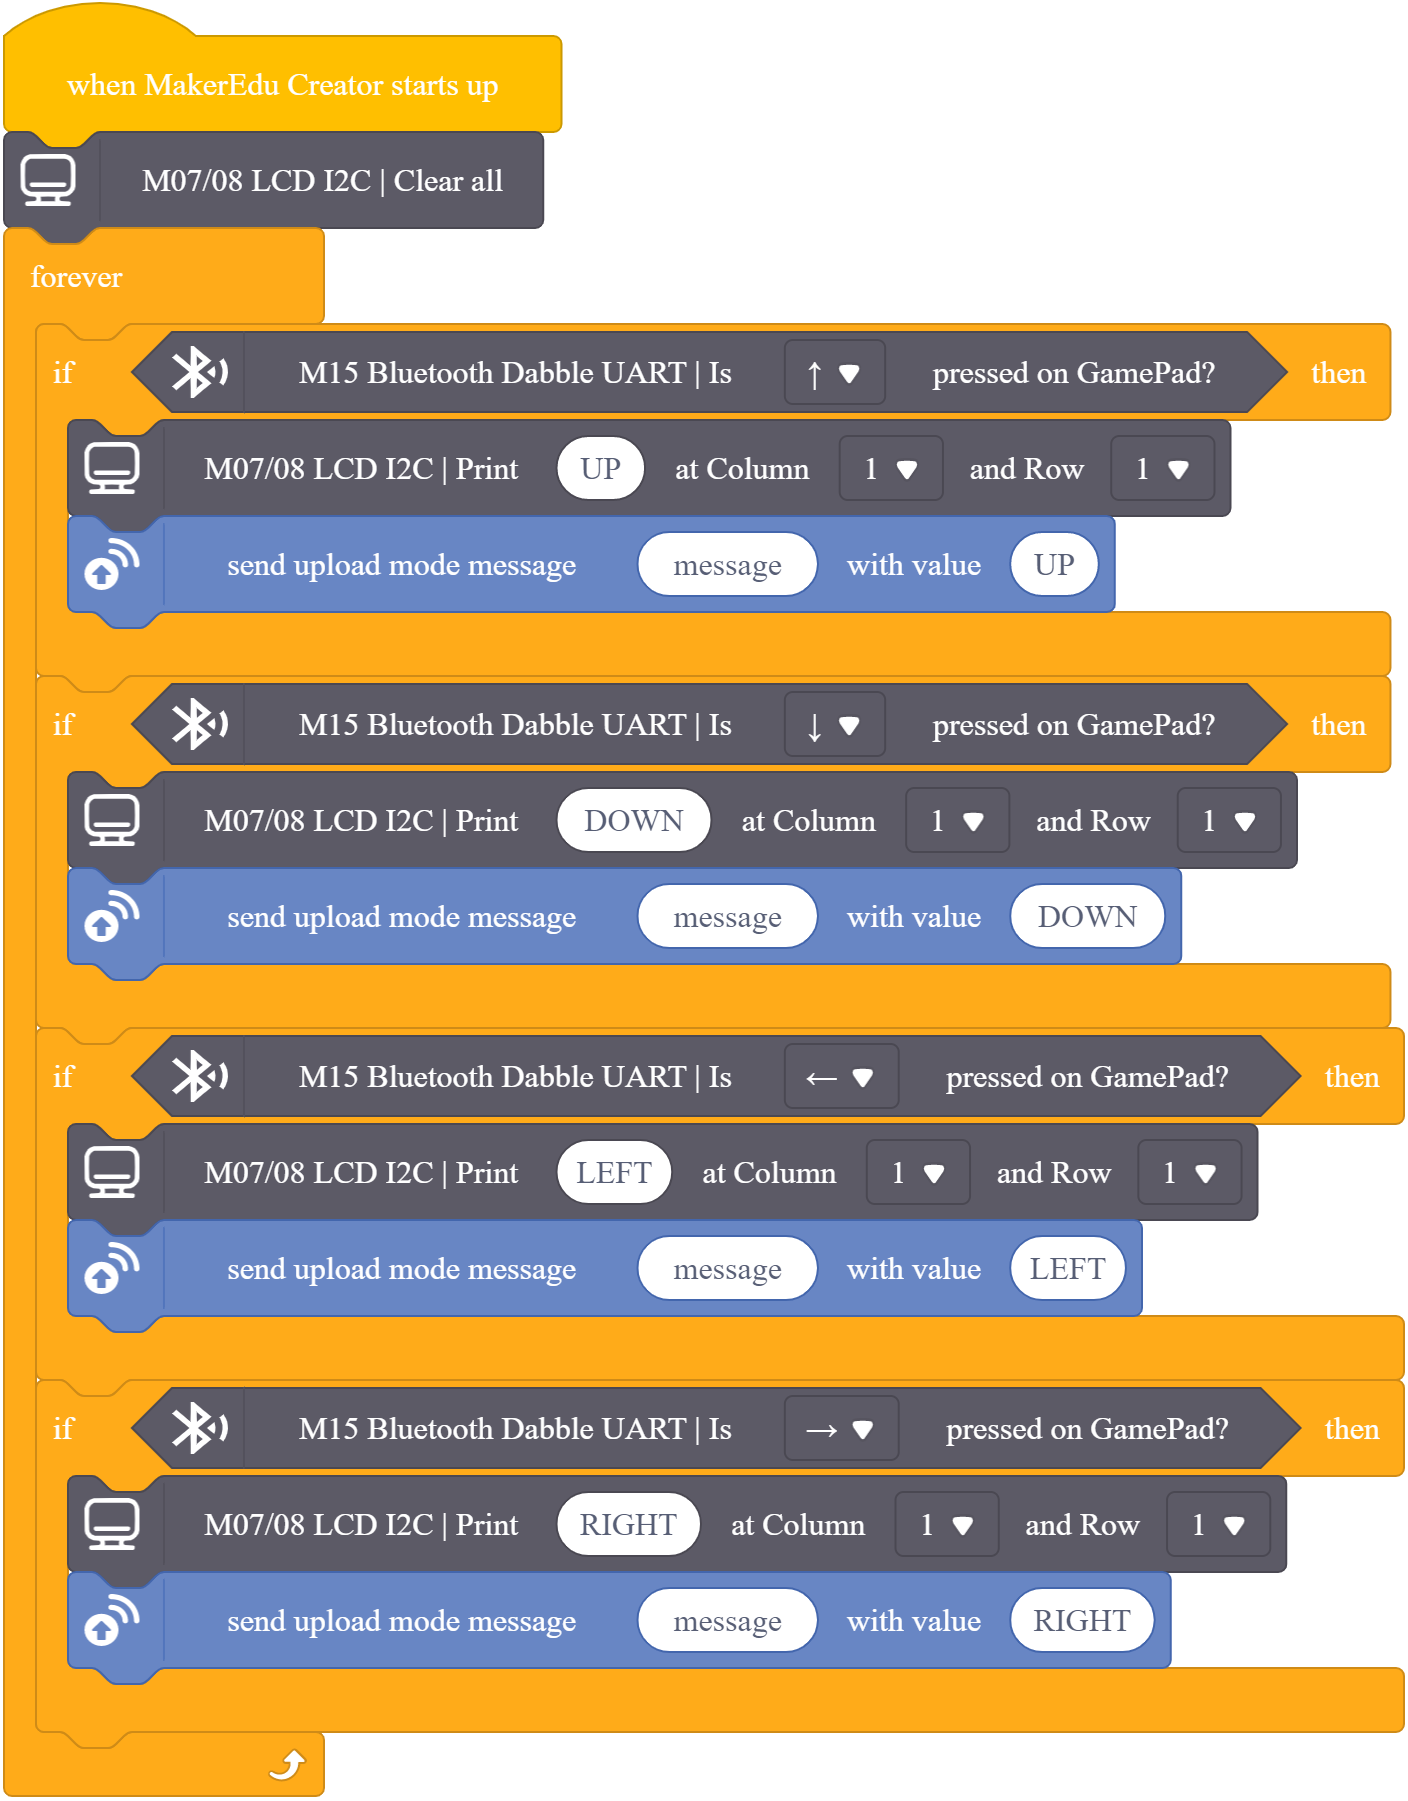 when MakerEdu Creator starts up
M07/08 LCD I2C | Clear all
forever
if M15 Bluetooth Dabble UART | Is ↑ pressed on GamePad? then
M07/08 LCD I2C | Print UP at Column 1 and Row 1
send upload mode message message with value UP
if M15 Bluetooth Dabble UART | Is ↓ pressed on GamePad? then
M07/08 LCD I2C | Print DOWN at Column 1 and Row 1
send upload mode message message with value DOWN
if M15 Bluetooth Dabble UART | Is ← pressed on GamePad? then
M07/08 LCD I2C | Print LEFT at Column 1 and Row 1
send upload mode message message with value LEFT
if M15 Bluetooth Dabble UART | Is → pressed on GamePad? then
M07/08 LCD I2C | Print RIGHT at Column 1 and Row 1
send upload mode message message with value RIGHT